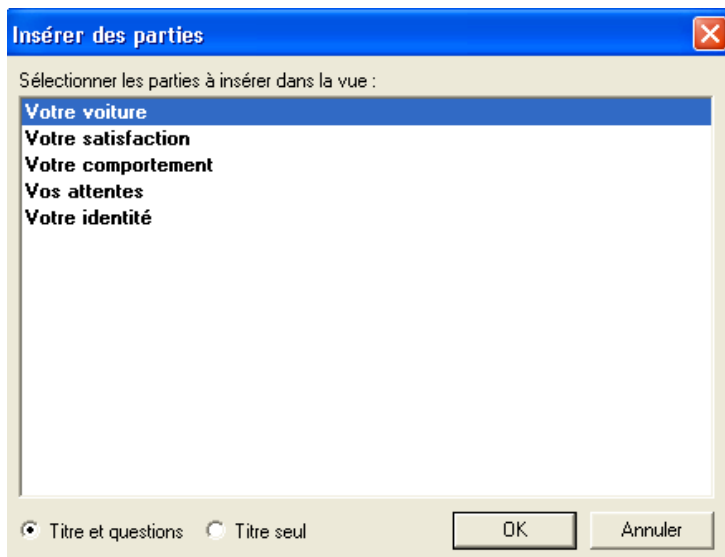 Insérer des parties
Sélectionner les parties à insérer dans la vue :
Votre voiture
Votre satisfaction
Votre comportement
Vos attentes
Votre identité
Titre et questions Titre seul OK Annuler